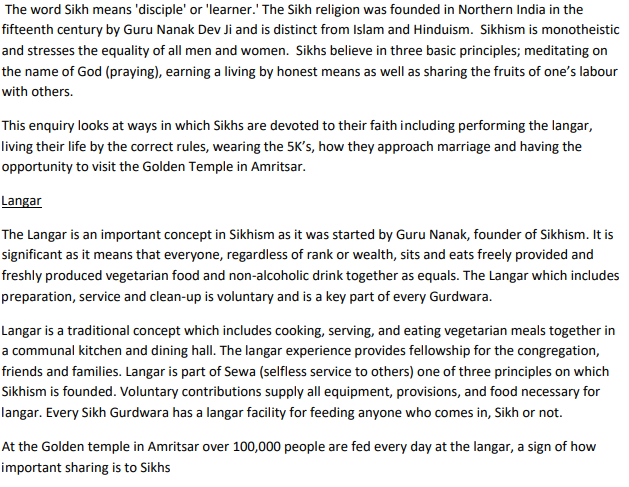 The word Sikh means 'disciple' or 'learner.' The Sikh religion was founded in Northern India in the
fifteenth century by Guru Nanak Dev Ji and is distinct from Islam and Hinduism.  Sikhism is monotheistic
and stresses the equality of all men and women.  Sikhs believe in three basic principles; meditating on
the name of God (praying), earning a living by honest means as well as sharing the fruits of one's labour
with others.
This enquiry looks at ways in which Sikhs are devoted to their faith including performing the langar,
living their life by the correct rules, wearing the 5K's, how they approach marriage and having the
opportunity to visit the Golden Temple in Amritsar.
Langar
The Langar is an important concept in Sikhism as it was started by Guru Nanak, founder of Sikhism. It is
significant as it means that everyone, regardless of rank or wealth, sits and eats freely provided and
freshly produced vegetarian food and non-alcoholic drink together as equals. The Langar which includes
preparation, service and clean-up is voluntary and is a key part of every Gurdwara.
Langar is a traditional concept which includes cooking, serving, and eating vegetarian meals together in
a communal kitchen and dining hall. The langar experience provides fellowship for the congregation,
friends and families. Langar is part of Sewa (selfless service to others) one of three principles on which
Sikhism is founded. Voluntary contributions supply all equipment, provisions, and food necessary for
langar. Every Sikh Gurdwara has a langar facility for feeding anyone who comes in, Sikh or not.
At the Golden temple in Amritsar over 100,000 people are fed every day at the langar, a sign of how
important sharing is to Sikhs